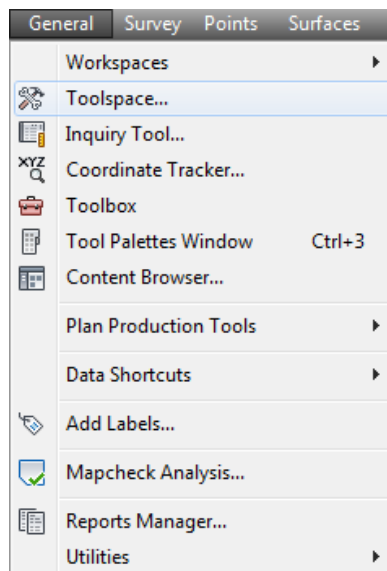 General Survey Points Surfaces
Workspaces
Toolspace...
Inquiry Tool...
XYZ Coordinate Tracker...
Toolbox
Tool Palettes Window Ctrl+3
Content Browser...
Plan Production Tools
Data Shortcuts
Add Labels...
Mapcheck Analysis...
Reports Manager...
Utilities